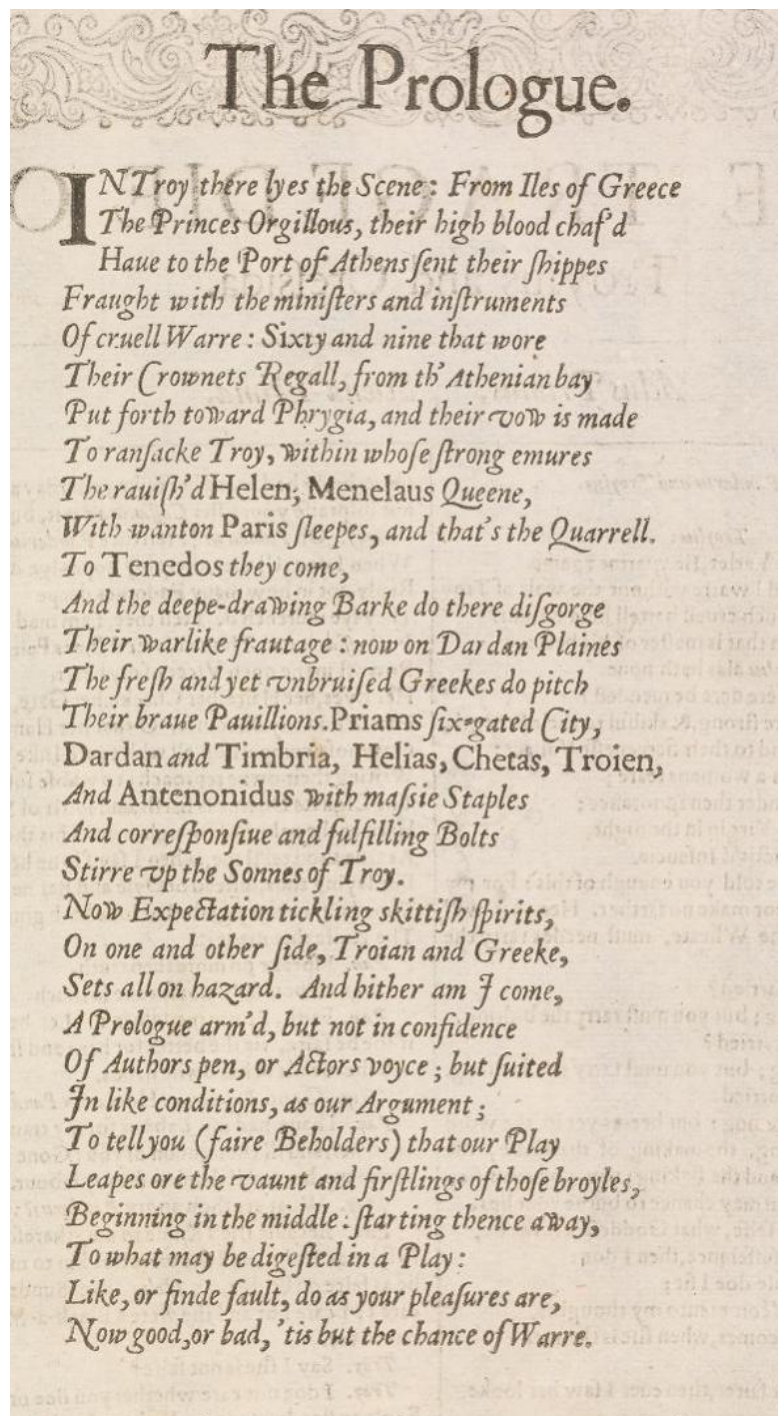 The Prologue.
IN Troy there lyes the Scene: From Iles of Greece
The Princes Orgillous, their high blood chaf'd
Haue to the Port of Athens ſent their ſhippes
Fraught with the miniſters and inſtruments
Of cruell Warre: Sixty and nine that wore
Their Crownets Regall, from th' Athenian bay
Put forth toward Phrygia, and their vow is made
To ranſacke Troy, within whoſe ſtrong emures
The rauiſh'd Helen, Menelaus Queene,
With wanton Paris ſleepes, and that's the Quarrell.
To Tenedos they come,
And the deepe-drawing Barke do there diſgorge
Their warlike frautage: now on Dardan Plaines
The freſh and yet vnbruiſed Greekes do pitch
Their braue Pauillions. Priams ſix-gated City,
Dardan and Timbria, Helias, Chetas, Troien,
And Antenonidus with maſsie Staples
And correſponſiue and fulfilling Bolts
Stirre vp the Sonnes of Troy.
Now Expectation tickling skittiſh ſpirits,
On one and other ſide, Troian and Greeke,
Sets all on hazard. And hither am I come,
A Prologue arm'd, but not in confidence
Of Authors pen, or Actors voyce; but ſuited
In like conditions, as our Argument;
To tell you (faire Beholders) that our Play
Leapes ore the vaunt and firſtlings of thoſe broyles,
Beginning in the middle: ſtarting thence away,
To what may be digeſted in a Play:
Like, or finde fault, do as your pleaſures are,
Now good, or bad, 'tis but the chance of Warre.